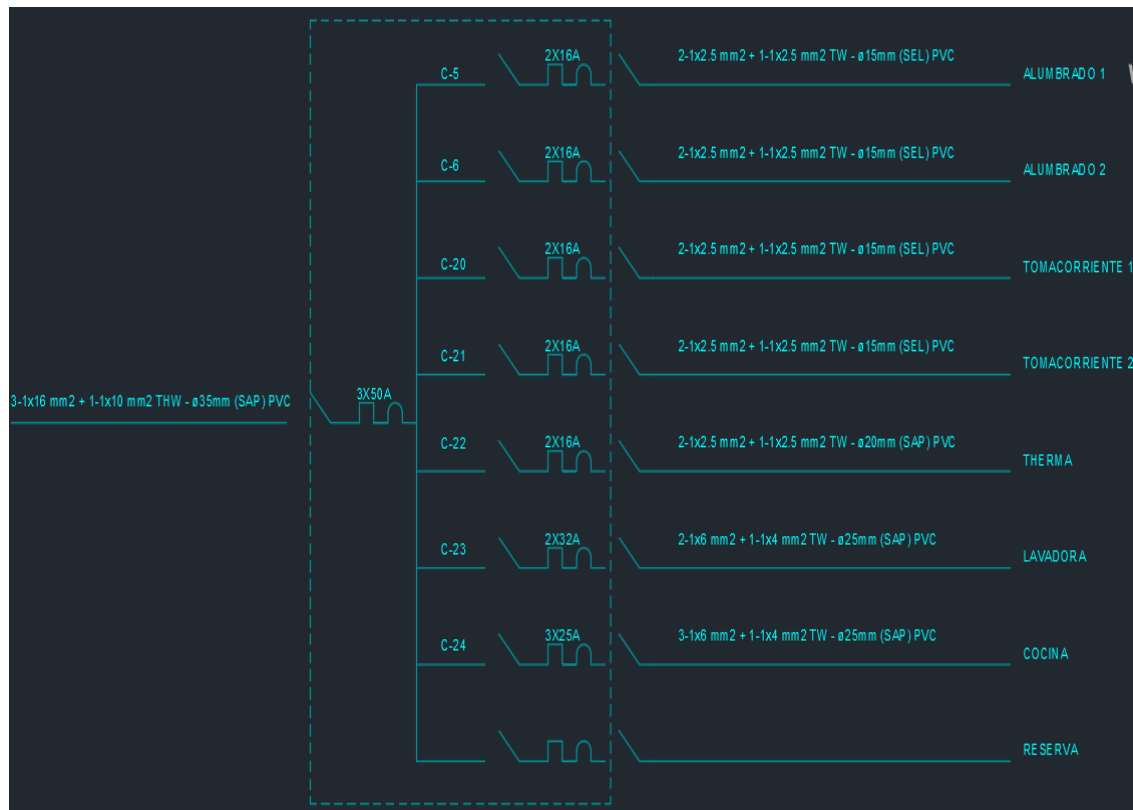 2X16A
2-1x2.5 mm2 + 1-1x2.5 mm2 TW - ø15mm (SEL) PVC
C-5
ALUMBRADO 1
2X16A
2-1x2.5 mm2 + 1-1x2.5 mm2 TW - ø15mm (SEL) PVC
C-6
ALUMBRADO 2
2X16A
2-1x2.5 mm2 + 1-1x2.5 mm2 TW - ø15mm (SEL) PVC
C-20
TOMACORRIENTE 1
2X16A
2-1x2.5 mm2 + 1-1x2.5 mm2 TW - ø15mm (SEL) PVC
C-21
TOMACORRIENTE 2
3-1x16 mm2 + 1-1x10 mm2 THW - ø35mm (SAP) PVC
3X50A
2X16A
2-1x2.5 mm2 + 1-1x2.5 mm2 TW - ø20mm (SAP) PVC
C-22
THERMA
2X32A
2-1x6 mm2 + 1-1x4 mm2 TW - ø25mm (SAP) PVC
C-23
LAVADORA
3X25A
3-1x6 mm2 + 1-1x4 mm2 TW - ø25mm (SAP) PVC
C-24
COCINA
RESERVA